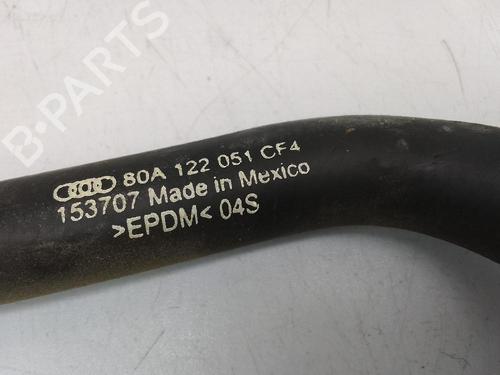 B-PARTS
80A 122 051 CF4
153707 Made in Mexico
>EPDM< 04S